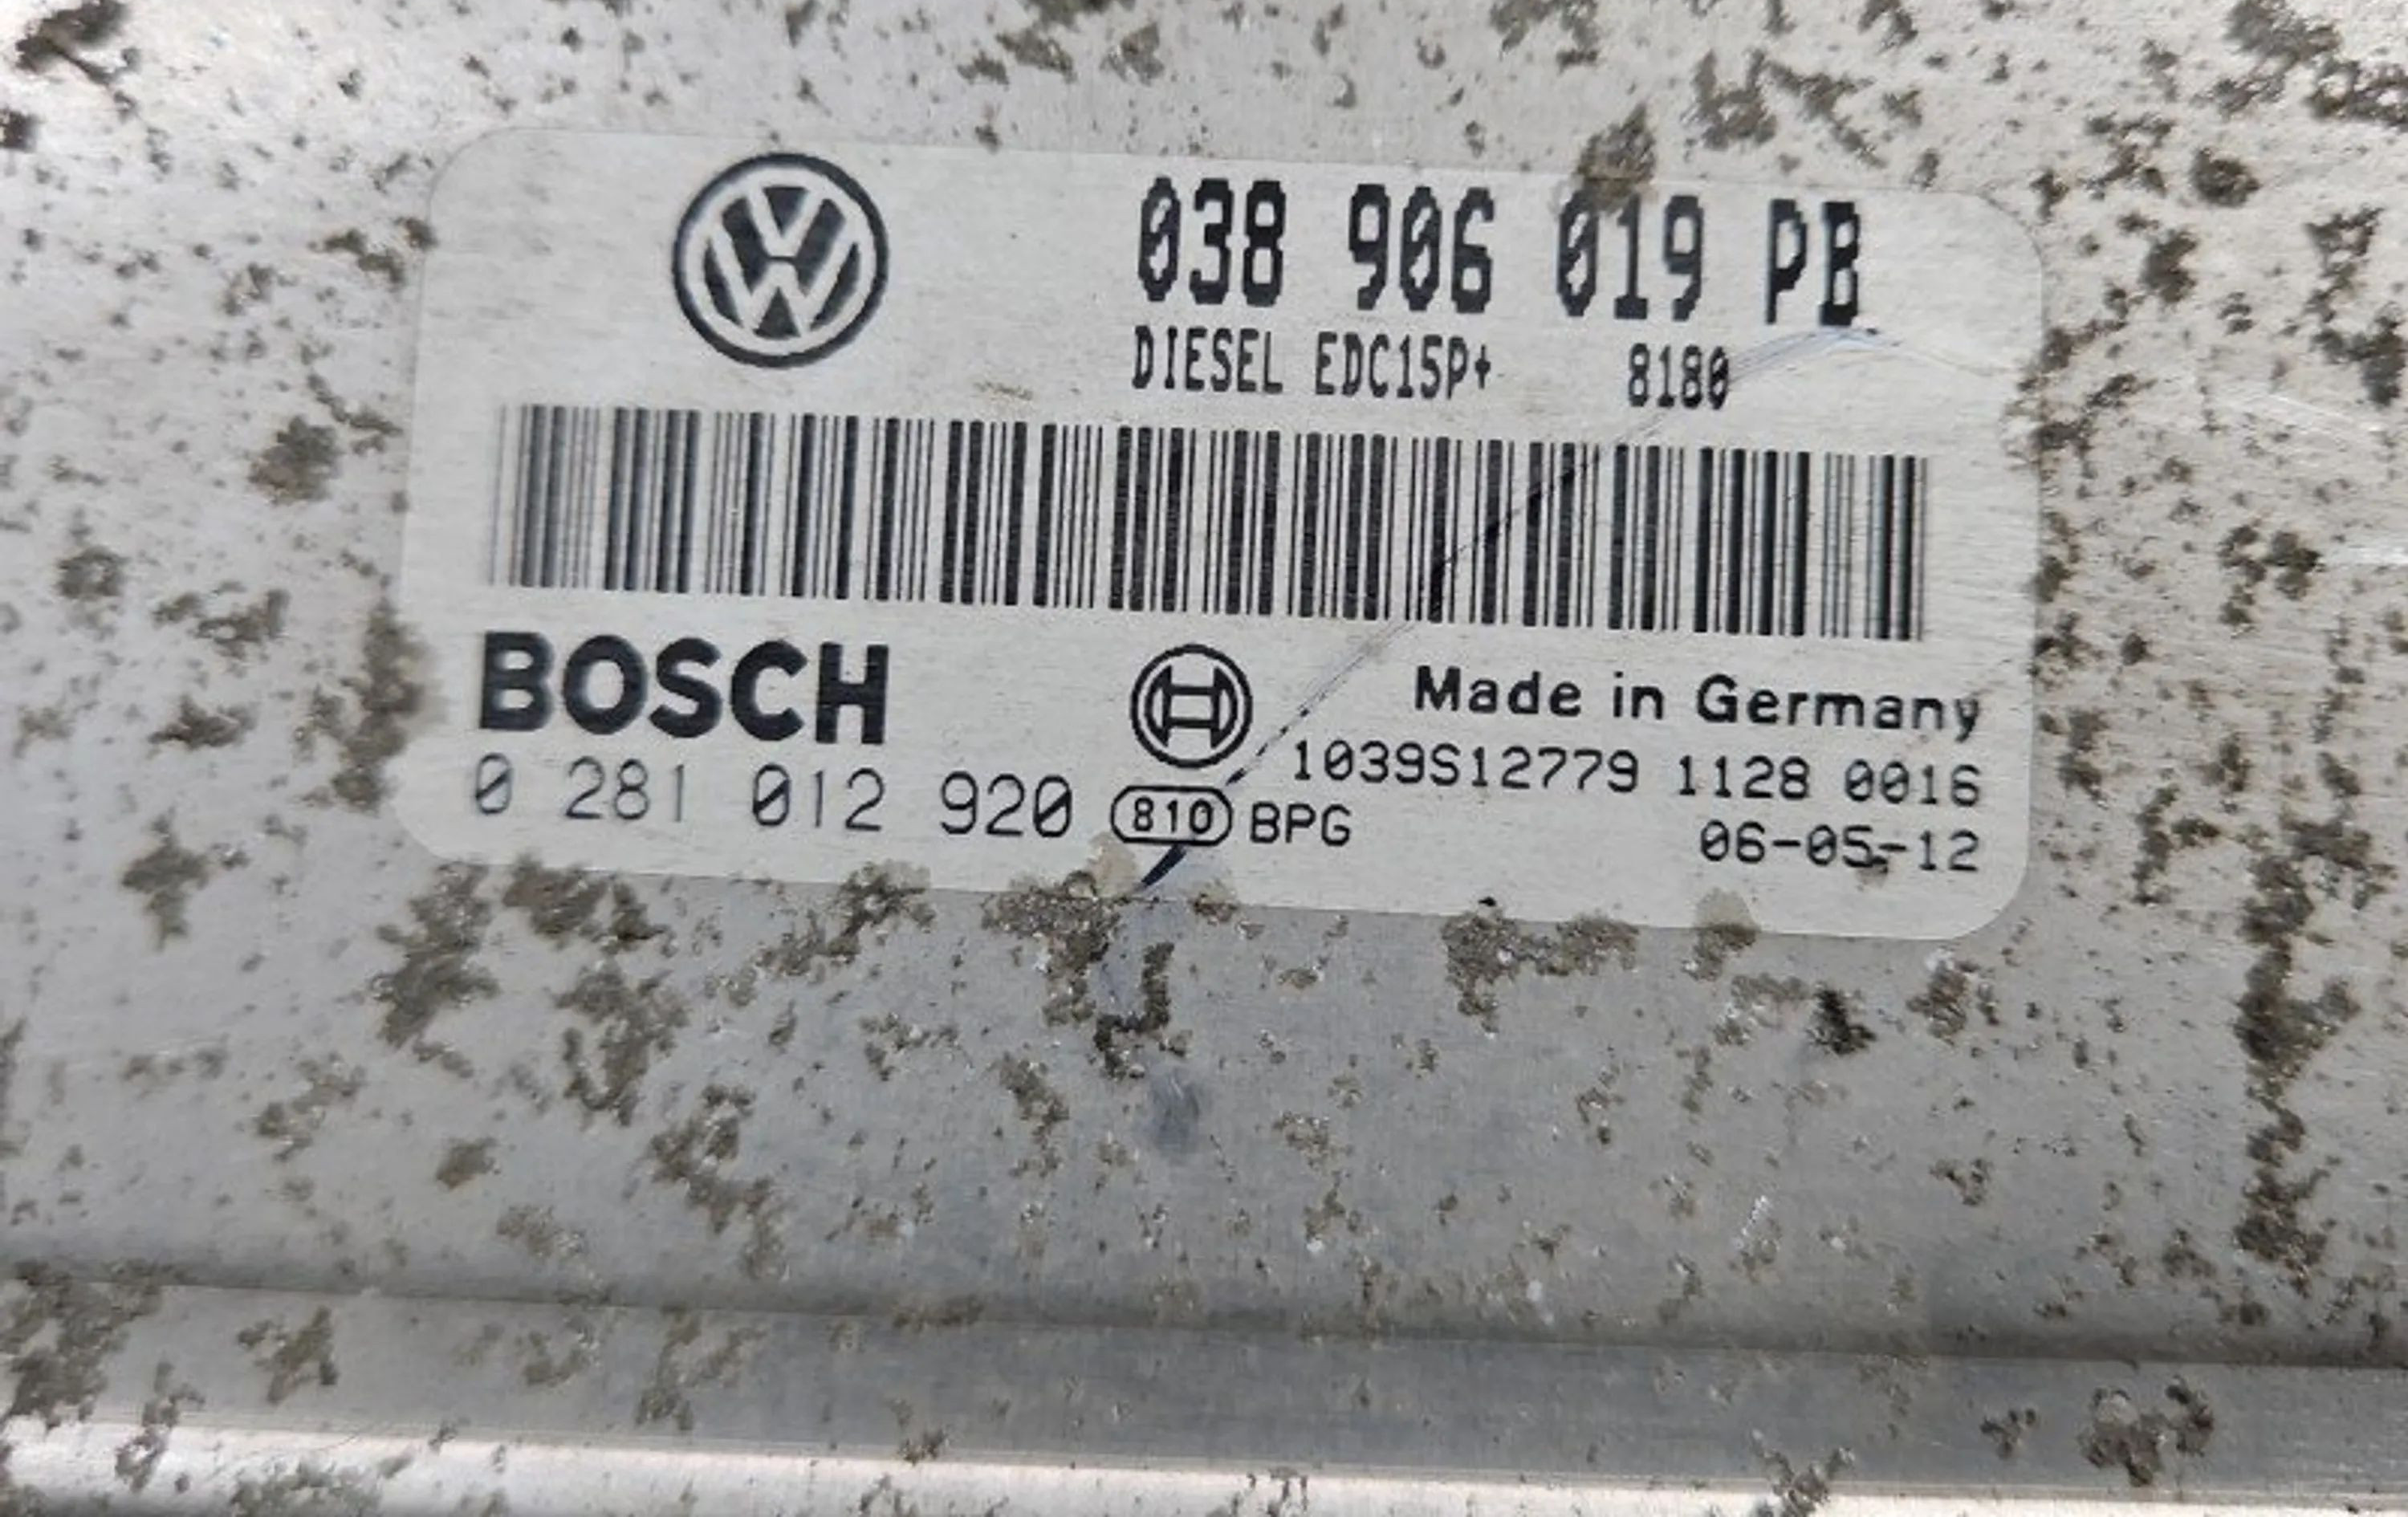 038 906 019 PB
DIESEL EDC15P+ 8180
BOSCH
Made in Germany
1039S12779 1128 0016
0 281 012 920 810 BPG
06-05-12